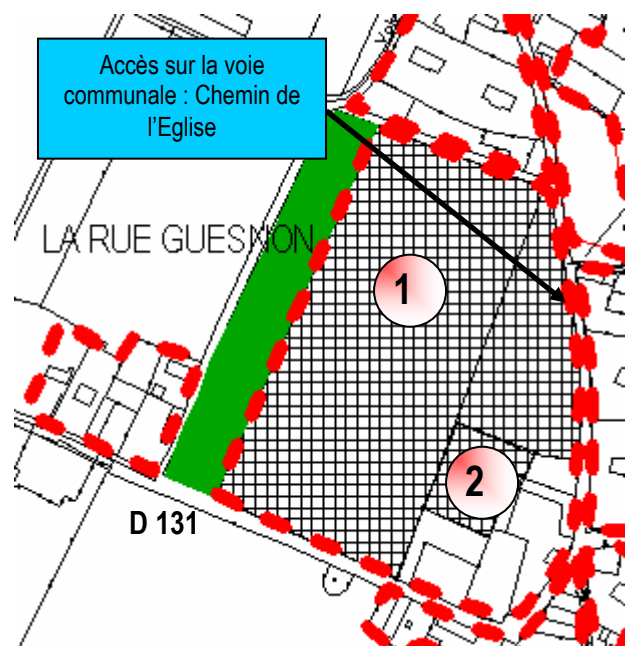 Accès sur la voie
communale : Chemin de
l'Eglise
LA RUE GUESNON
1
2
D 131